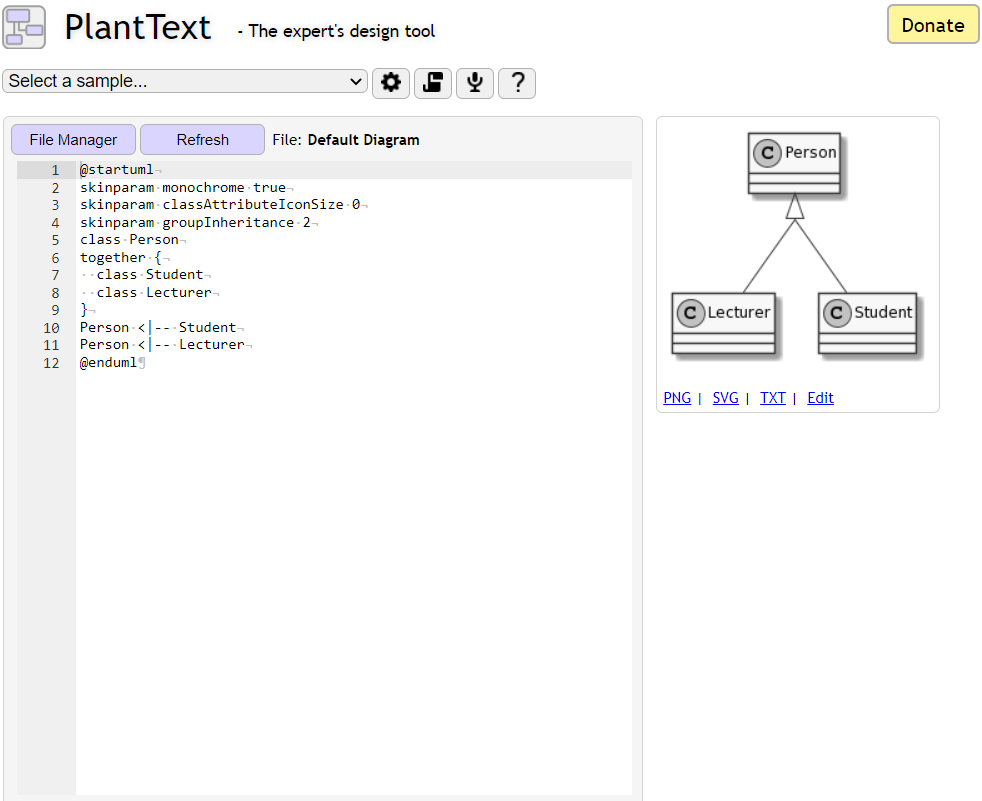 PlantText - The expert's design tool
Donate
Select a sample...
?
File Manager Refresh File: Default Diagram
1 @startuml
2 skinparam monochrome true
3 skinparam classAttributeIconSize 0
4 skinparam groupInheritance 2
5 class Person
6 together {
7   class Student
8   class Lecturer
9 }
10 Person <|-- Student
11 Person <|-- Lecturer
12 @enduml
C Person
C Lecturer C Student
PNG | SVG | TXT | Edit